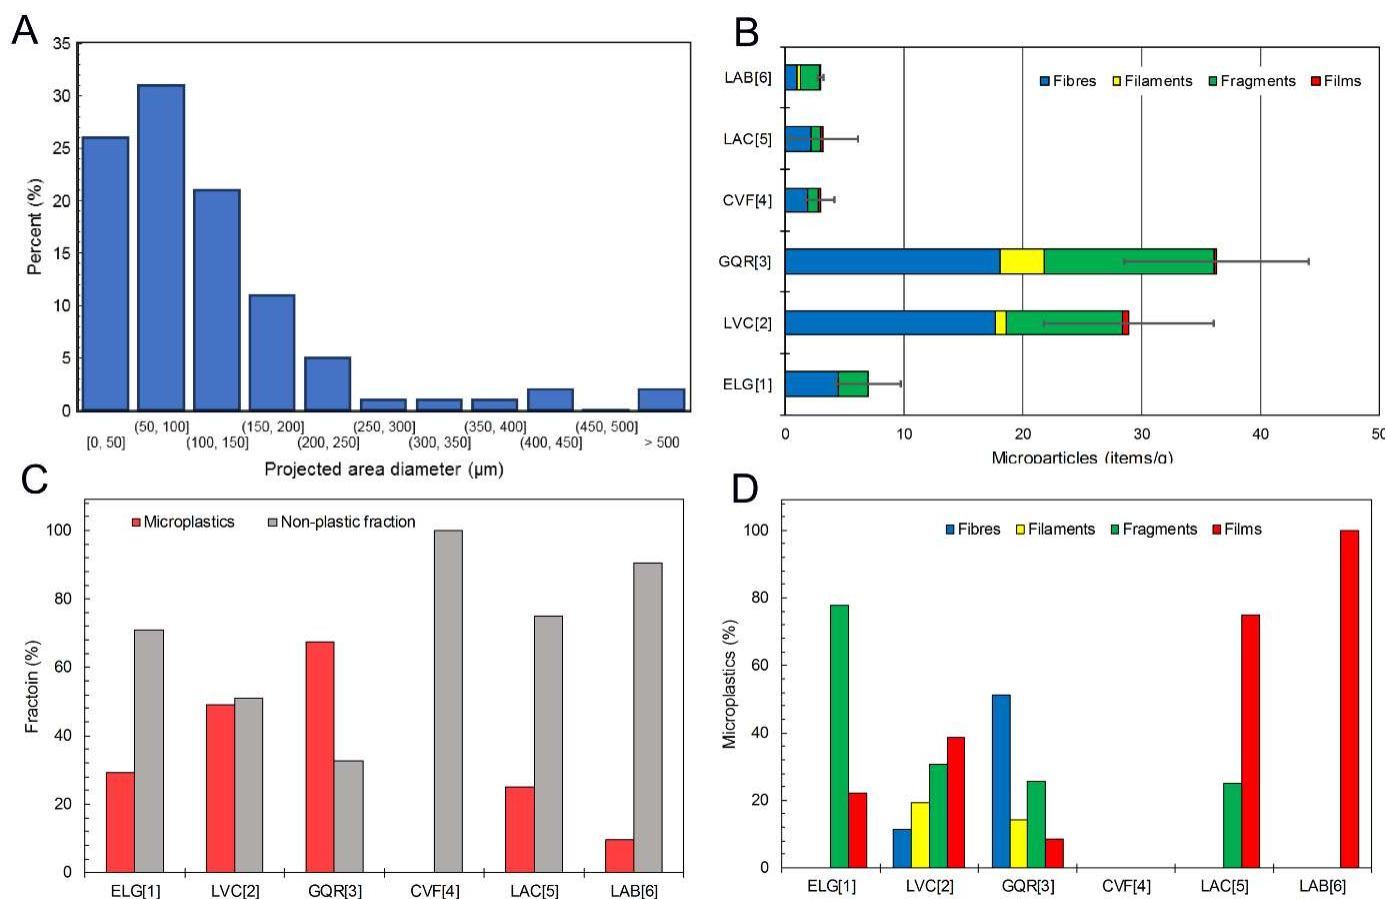 A
35
30
25
20
15
10
5
0
Percent (%)
(50, 100] (150, 200] (250, 300] (350, 400] (450, 500]
[0, 50] (100, 150] (200, 250] (300, 350] (400, 450] > 500
Projected area diameter (µm)
B
Fibres Filaments Fragments Films
LAB[6]
LAC[5]
CVF[4]
GQR[3]
LVC[2]
ELG[1]
0 10 20 30 40 50
Microparticles (items/g)
C
Microplastics Non-plastic fraction
100
80
60
40
20
0
Fractoin (%)
ELG[1] LVC[2] GQR[3] CVF[4] LAC[5] LAB[6]
D
Fibres Filaments Fragments Films
100
80
60
40
20
0
Microplastics (%)
ELG[1] LVC[2] GQR[3] CVF[4] LAC[5] LAB[6]